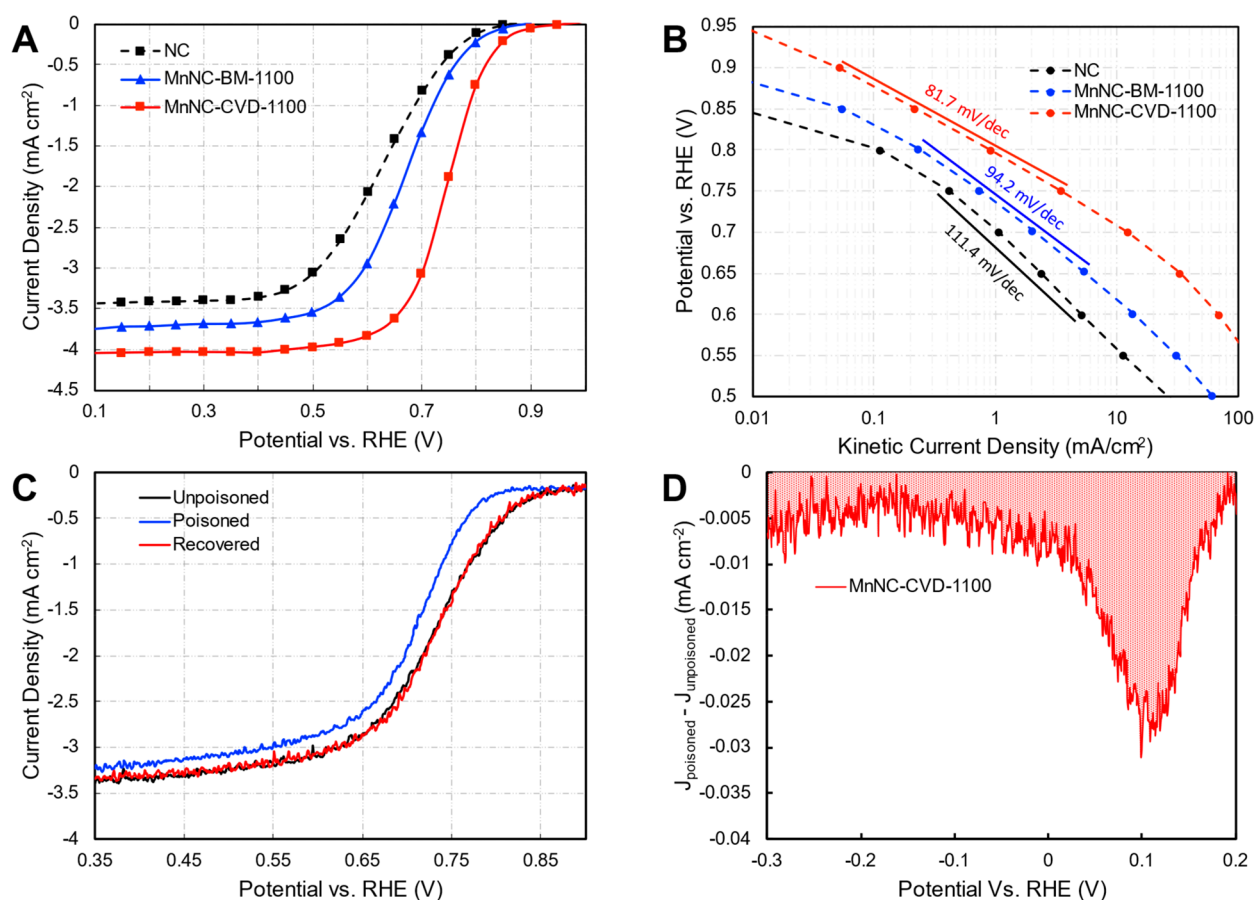 A
NC
MnNC-BM-1100
MnNC-CVD-1100
0
-0.5
-1
-1.5
-2
-2.5
-3
-3.5
-4
-4.5
0.1 0.3 0.5 0.7 0.9
Current Density (mA cm⁻²)
Potential vs. RHE (V)
B
NC
MnNC-BM-1100
MnNC-CVD-1100
81.7 mV/dec
94.2 mV/dec
111.4 mV/dec
0.95
0.9
0.85
0.8
0.75
0.7
0.65
0.6
0.55
0.5
0.01 0.1 1 10 100
Potential vs. RHE (V)
Kinetic Current Density (mA/cm²)
C
Unpoisoned
Poisoned
Recovered
0
-0.5
-1
-1.5
-2
-2.5
-3
-3.5
-4
0.35 0.45 0.55 0.65 0.75 0.85
Current Density (mA cm⁻²)
Potential vs. RHE (V)
D
MnNC-CVD-1100
0
-0.005
-0.01
-0.015
-0.02
-0.025
-0.03
-0.035
-0.04
-0.3 -0.2 -0.1 0 0.1 0.2
Jpoisoned - Junpoisoned (mA cm⁻²)
Potential Vs. RHE (V)